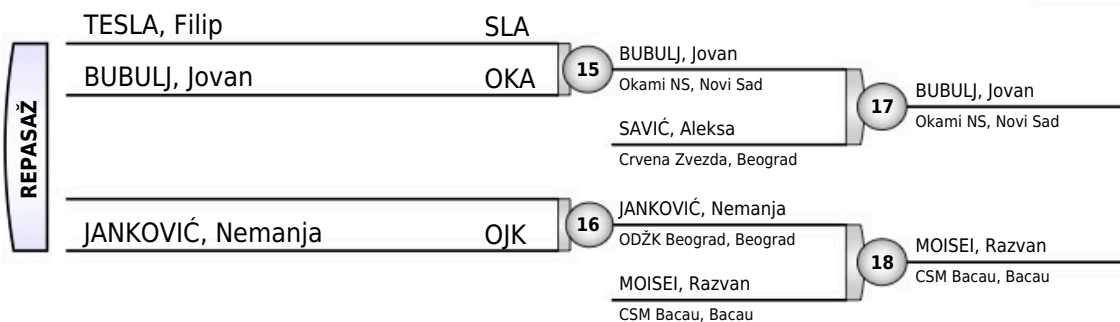 TESLA, Filip SLA
BUBULJ, Jovan OKA
REPASAŽ
15
BUBULJ, Jovan
Okami NS, Novi Sad
SAVIĆ, Aleksa
Crvena Zvezda, Beograd
17
BUBULJ, Jovan
Okami NS, Novi Sad
JANKOVIĆ, Nemanja OJK
16
JANKOVIĆ, Nemanja
ODŽK Beograd, Beograd
MOISEI, Razvan
CSM Bacau, Bacau
18
MOISEI, Razvan
CSM Bacau, Bacau